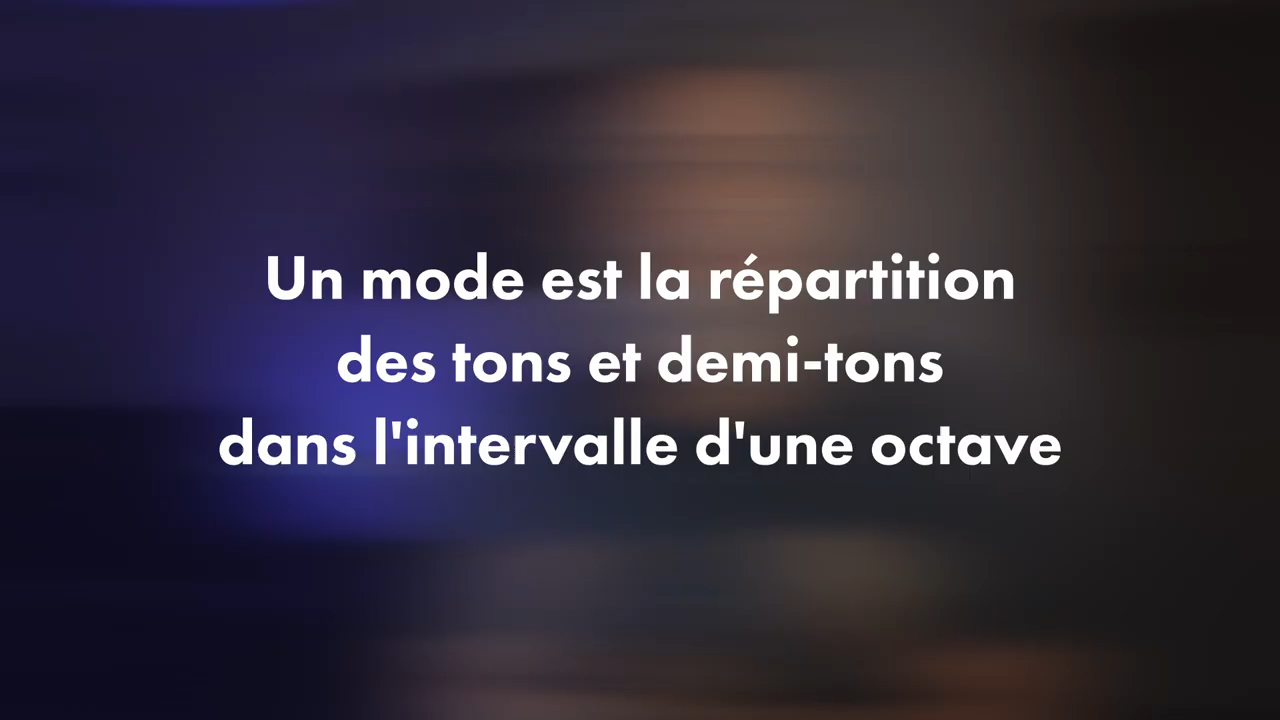 Un mode est la répartition
des tons et demi-tons
dans l'intervalle d'une octave